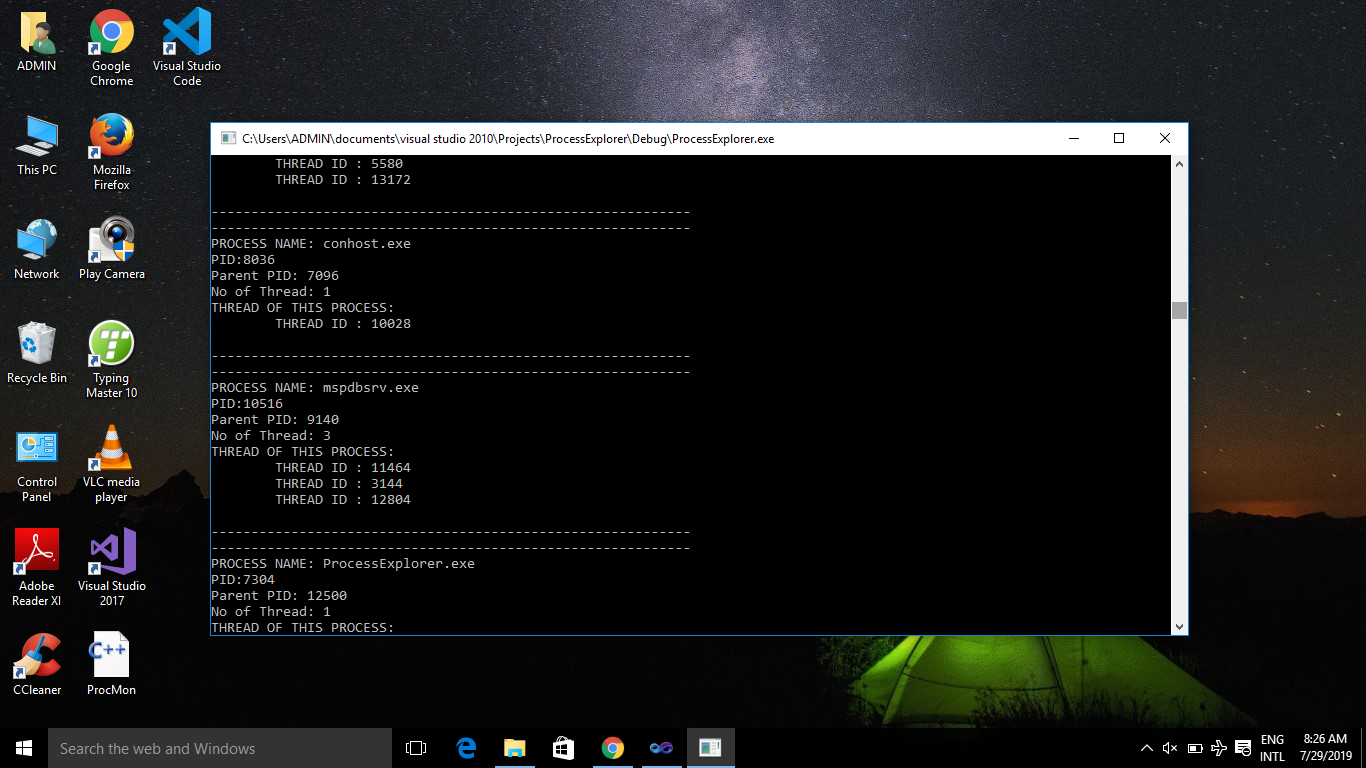 ADMIN
Google
Chrome
Visual Studio
Code
This PC
Mozilla
Firefox
Network
Play Camera
Recycle Bin
Typing
Master 10
Control
Panel
VLC media
player
Adobe
Reader XI
Visual Studio
2017
CCleaner
C++
ProcMon
C:\Users\ADMIN\documents\visual studio 2010\Projects\ProcessExplorer\Debug\ProcessExplorer.exe
THREAD ID : 5580
THREAD ID : 13172
------------------------------------------------------------
------------------------------------------------------------
PROCESS NAME: conhost.exe
PID:8036
Parent PID: 7096
No of Thread: 1
THREAD OF THIS PROCESS:
THREAD ID : 10028
------------------------------------------------------------
------------------------------------------------------------
PROCESS NAME: mspdbsrv.exe
PID:10516
Parent PID: 9140
No of Thread: 3
THREAD OF THIS PROCESS:
THREAD ID : 11464
THREAD ID : 3144
THREAD ID : 12804
------------------------------------------------------------
------------------------------------------------------------
PROCESS NAME: ProcessExplorer.exe
PID:7304
Parent PID: 12500
No of Thread: 1
THREAD OF THIS PROCESS:
Search the web and Windows
ENG
INTL
8:26 AM
7/29/2019